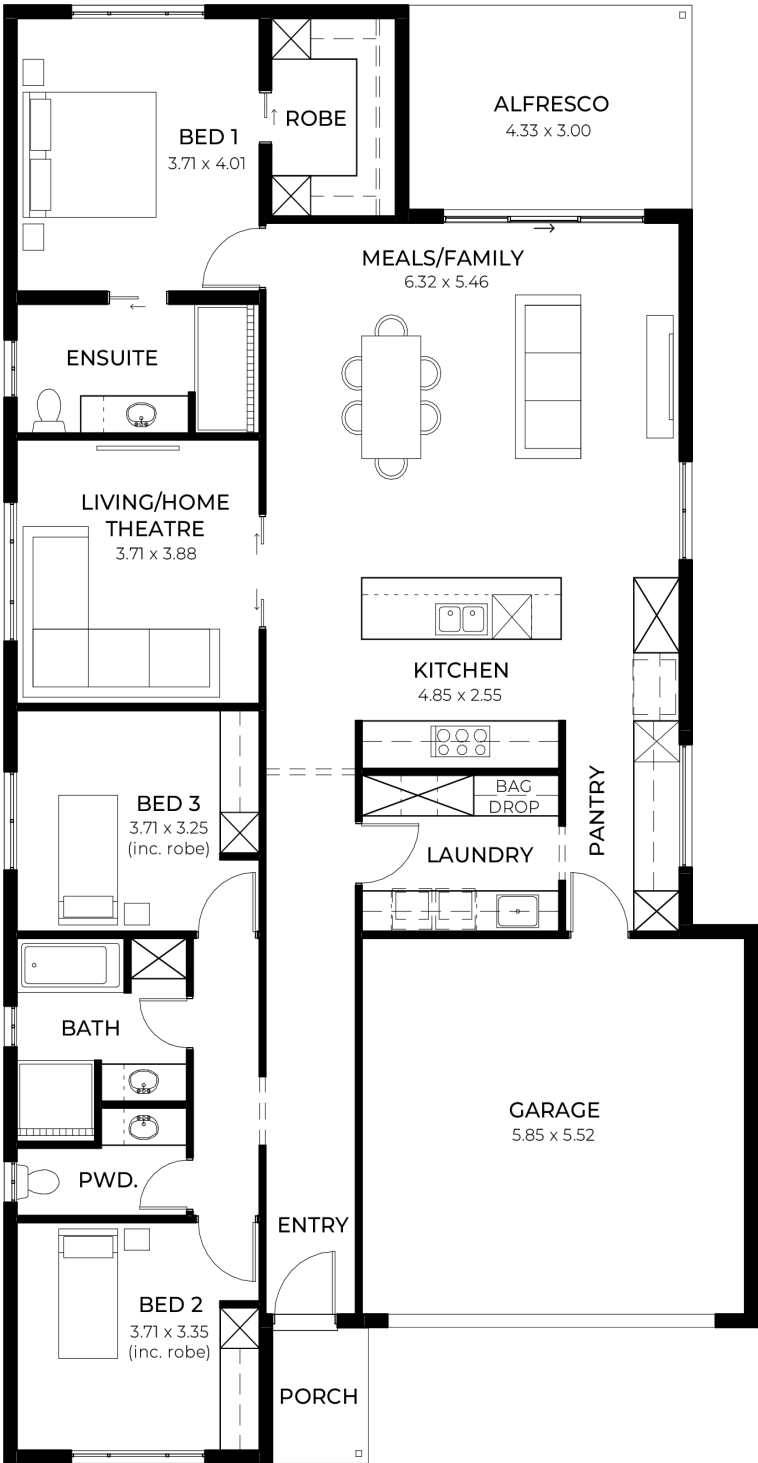 ROBE
ALFRESCO
4.33 x 3.00
BED 1
3.71 x 4.01
MEALS/FAMILY
6.32 x 5.46
ENSUITE
LIVING/HOME
THEATRE
3.71 x 3.88
KITCHEN
4.85 x 2.55
BED 3
3.71 x 3.25
(inc. robe)
BAG
DROP
PANTRY
LAUNDRY
BATH
GARAGE
5.85 x 5.52
PWD.
ENTRY
BED 2
3.71 x 3.35
(inc. robe)
PORCH